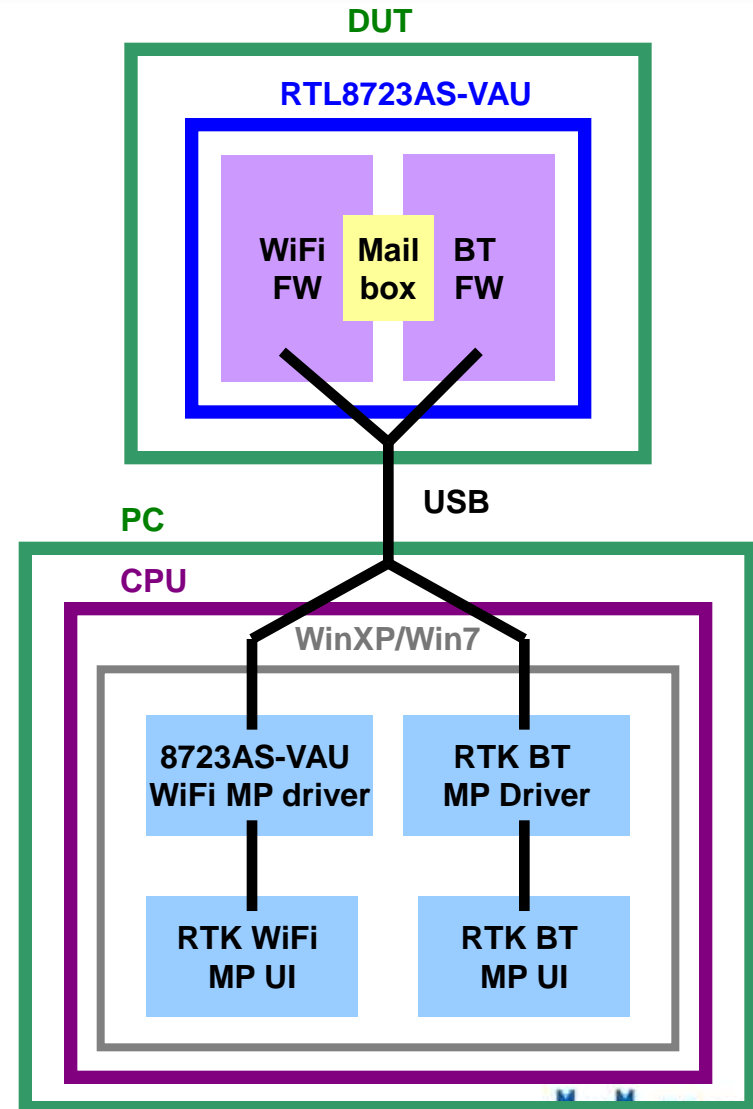 DUT
RTL8723AS-VAU
WiFi
FW
Mail
box
BT
FW
USB
PC
CPU
WinXP/Win7
8723AS-VAU
WiFi MP driver
RTK BT
MP Driver
RTK WiFi
MP UI
RTK BT
MP UI